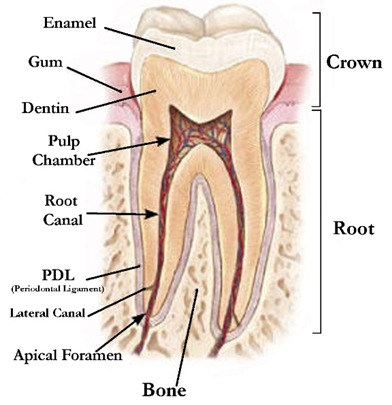 Enamel
Gum
Dentin
Pulp
Chamber
Root
Canal
PDL
(Periodontal Ligament)
Lateral Canal
Apical Foramen
Bone
Crown
Root